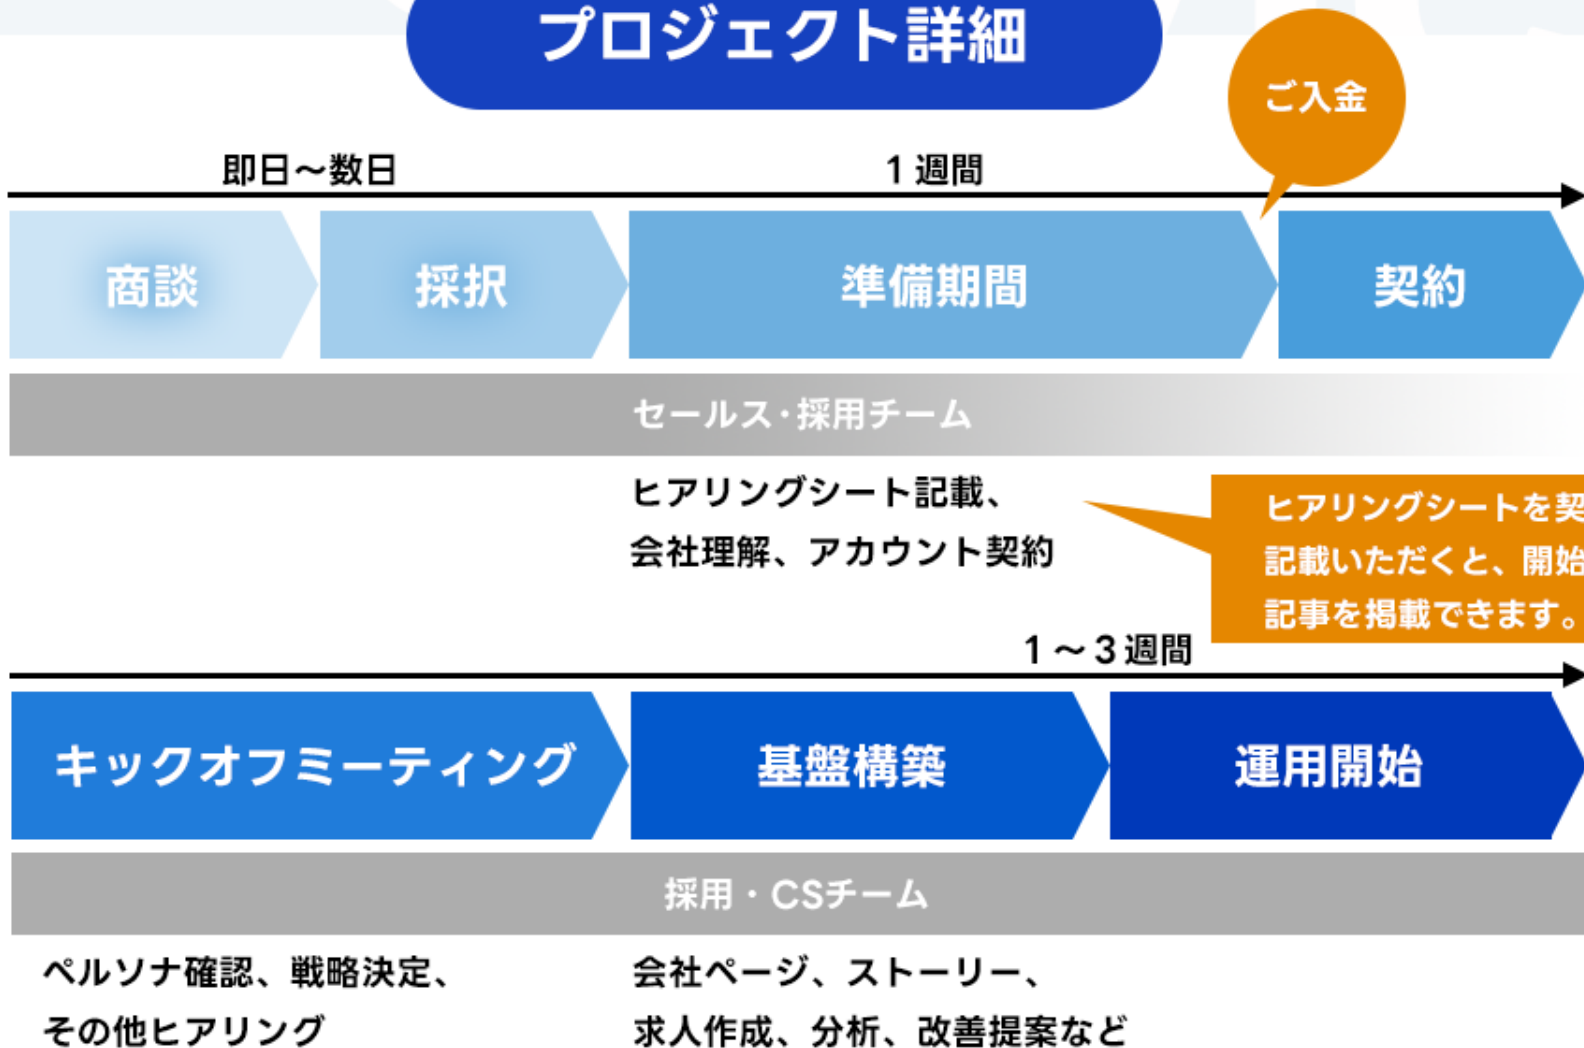 プロジェクト詳細
ご入金
即日～数日
1週間
商談
採択
準備期間
契約
セールス・採用チーム
ヒアリングシート記載、
会社理解、アカウント契約
ヒアリングシートを契
記載いただくと、開始
記事を掲載できます。
1～3週間
キックオフミーティング
基盤構築
運用開始
採用・CSチーム
ペルソナ確認、戦略決定、
その他ヒアリング
会社ページ、ストーリー、
求人作成、分析、改善提案など